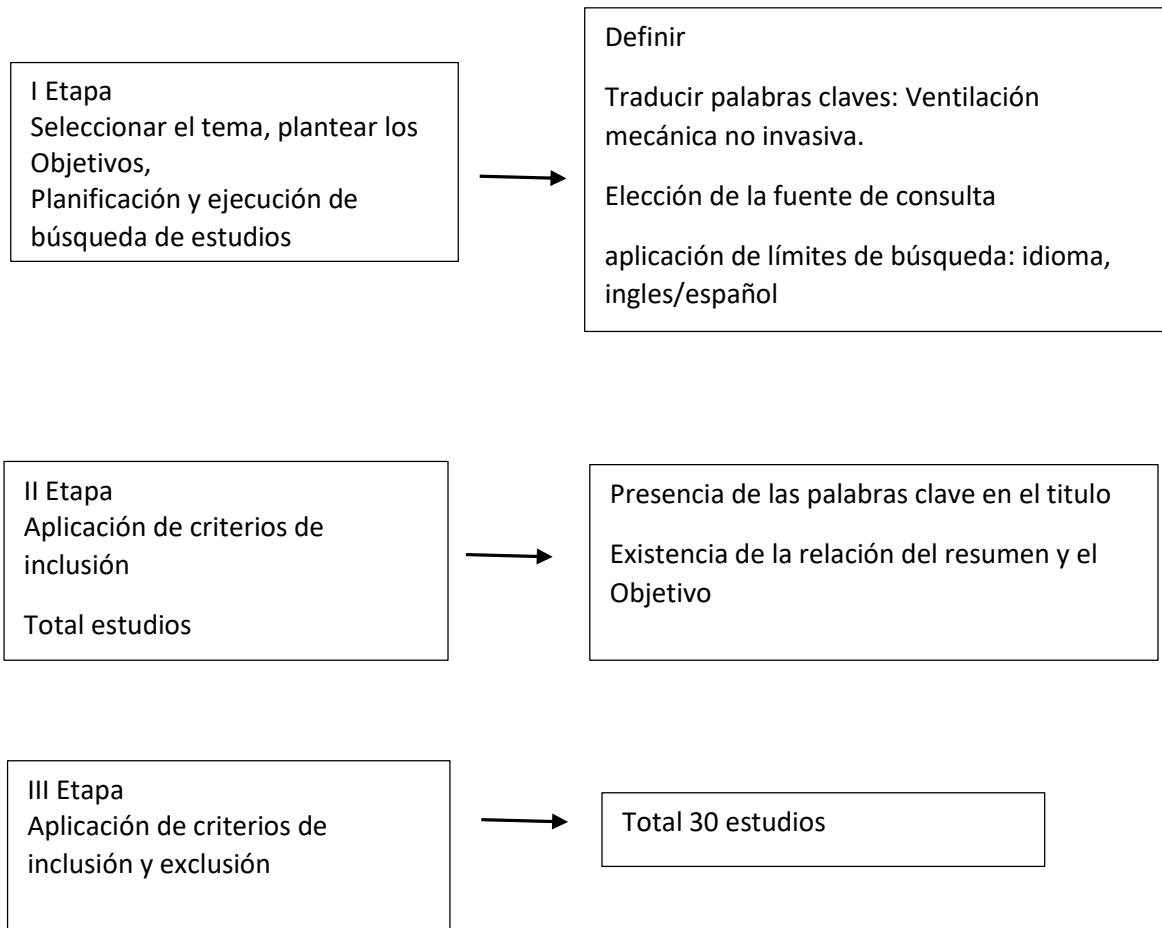 I Etapa
Seleccionar el tema, plantear los
Objetivos,
Planificación y ejecución de
búsqueda de estudios
Definir
Traducir palabras claves: Ventilación
mecánica no invasiva.
Elección de la fuente de consulta
aplicación de límites de búsqueda: idioma,
ingles/español
II Etapa
Aplicación de criterios de
inclusión
Total estudios
Presencia de las palabras clave en el titulo
Existencia de la relación del resumen y el
Objetivo
III Etapa
Aplicación de criterios de
inclusión y exclusión
Total 30 estudios